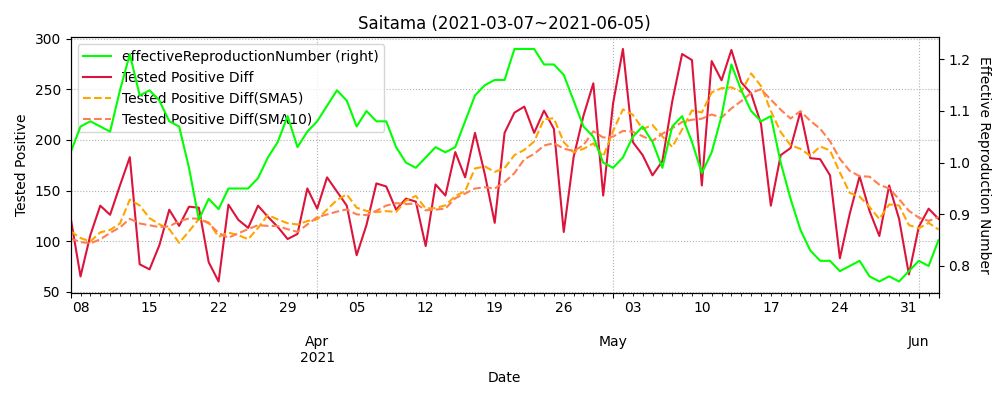 Saitama (2021-03-07~2021-06-05)
effectiveReproductionNumber (right)
Tested Positive Diff
Tested Positive Diff(SMA5)
Tested Positive Diff(SMA10)
300
250
200
150
100
50
Tested Positive
1.2
1.1
1.0
0.9
0.8
Effective Reproduction Number
08 15 22 29 05 12 19 26 03 10 17 24 31
Apr May Jun
2021
Date